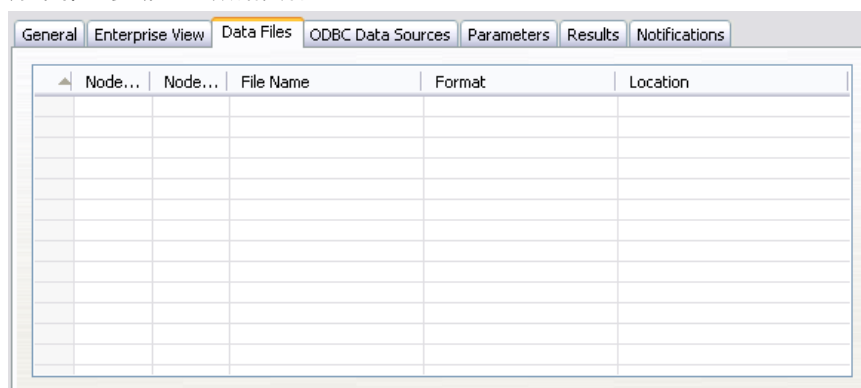 General Enterprise View Data Files ODBC Data Sources Parameters Results Notifications
Node... Node... File Name Format Location